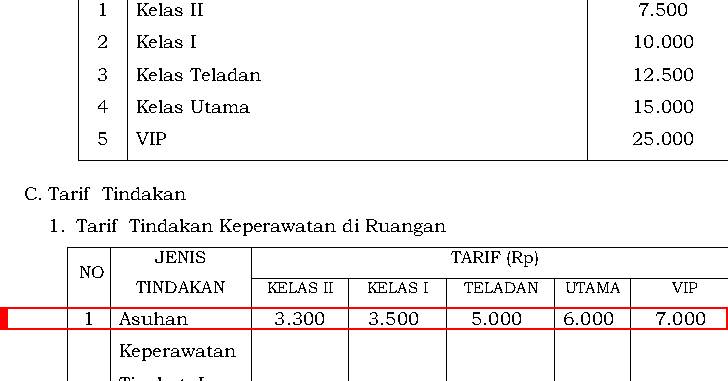 1 Kelas II 7.500
2 Kelas I 10.000
3 Kelas Teladan 12.500
4 Kelas Utama 15.000
5 VIP 25.000
C. Tarif Tindakan
1. Tarif Tindakan Keperawatan di Ruangan
NO JENIS TINDAKAN TARIF (Rp)
KELAS II KELAS I TELADAN UTAMA VIP
1 Asuhan 3.300 3.500 5.000 6.000 7.000
Keperawatan